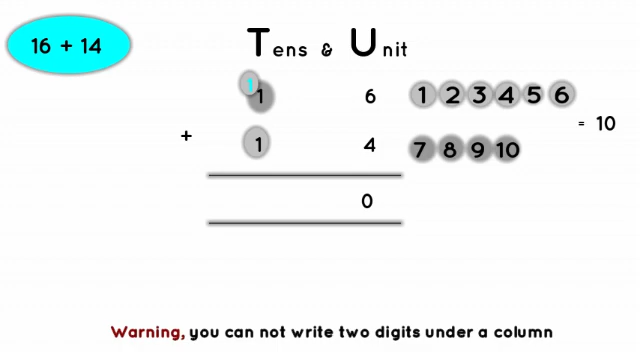 16 + 14
Tens & Unit
1
1 6 1 2 3 4 5 6
= 10
+ 1 4 7 8 9 10
0
Warning, you can not write two digits under a column